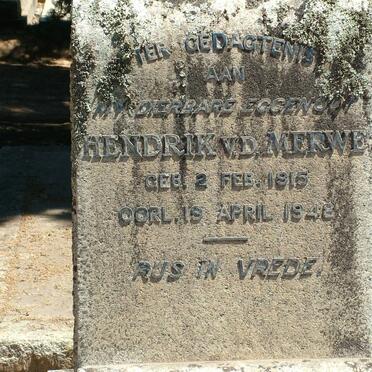 TER GEDAGTENIS
AAN
MY DIERBARE EGGENOOT
HENDRIK V.D. MERWE
GEB. 2 FEB. 1915
OORL. 19 APRIL 1948
RUS IN VREDE.